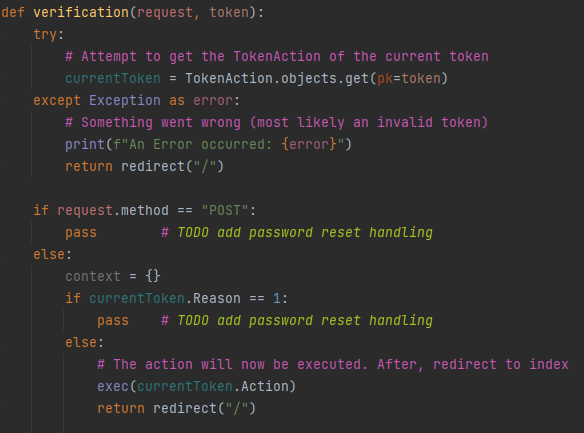 def verification(request, token):
    try:
        # Attempt to get the TokenAction of the current token
        currentToken = TokenAction.objects.get(pk=token)
    except Exception as error:
        # Something went wrong (most likely an invalid token)
        print(f"An Error occurred: {error}")
        return redirect("/")

    if request.method == "POST":
        pass        # TODO add password reset handling
    else:
        context = {}
        if currentToken.Reason == 1:
            pass    # TODO add password reset handling
        else:
            # The action will now be executed. After, redirect to index
            exec(currentToken.Action)
            return redirect("/")